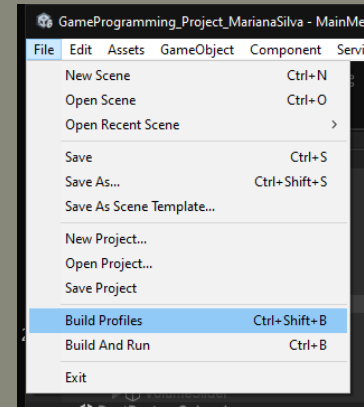 GameProgramming_Project_MarianaSilva - MainMe
File Edit Assets GameObject Component Servi
New Scene Ctrl+N
Open Scene Ctrl+O
Open Recent Scene >
Save Ctrl+S
Save As... Ctrl+Shift+S
Save As Scene Template...
New Project...
Open Project...
Save Project
Build Profiles Ctrl+Shift+B
Build And Run Ctrl+B
Exit
VolumeSlider